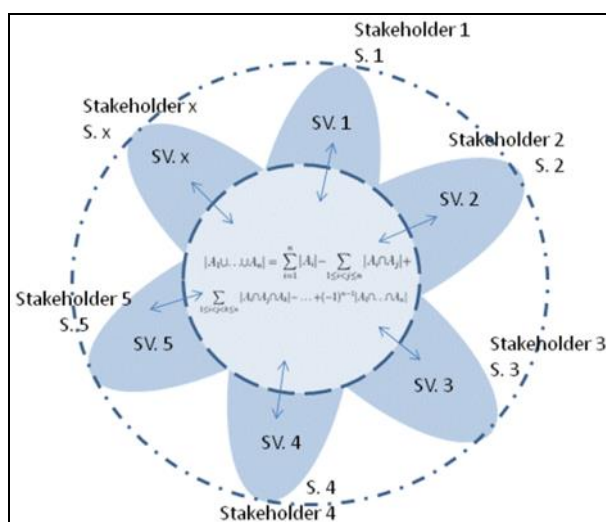 Stakeholder 1
S. 1
Stakeholder x
S. x
SV. 1
Stakeholder 2
S. 2
SV. x
SV. 2
|A₁∪…∪Aₙ| = ∑ⁿᵢ₌₁ |Aᵢ| − ∑1≤i<j≤n |Aᵢ∩Aⱼ| +
∑1≤i<j<k≤n |Aᵢ∩Aⱼ∩Aₖ| − … + (−1)ⁿ⁻¹ |A₁∩…∩Aₙ|
Stakeholder 5
S. 5
SV. 5
Stakeholder 3
S. 3
SV. 3
SV. 4
S. 4
Stakeholder 4